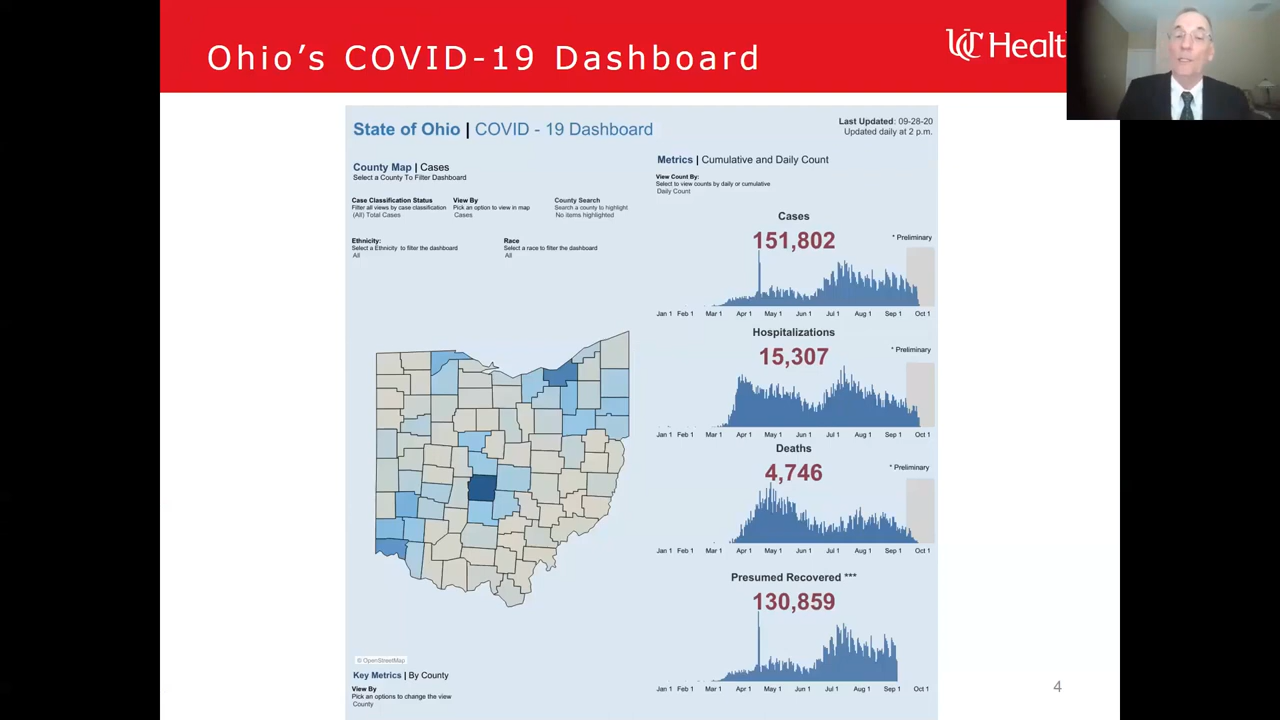 Ohio's COVID-19 Dashboard
UC Healt
State of Ohio | COVID - 19 Dashboard
Last Updated: 09-28-20
Updated daily at 2 p.m.
County Map | Cases
Select a County To Filter Dashboard
Case Classification Status
Filter all views by case classification
(All) Total Cases
View By
Pick an option to view in map
Cases
County Search
Search a county to highlight
No items highlighted
Ethnicity:
Select a Ethnicity to filter the dashboard
All
Race
Select a race to filter the dashboard
All
Metrics | Cumulative and Daily Count
View Count By:
Select to view counts by daily or cumulative
Daily Count
Cases
151,802
* Preliminary
Jan 1 Feb 1 Mar 1 Apr 1 May 1 Jun 1 Jul 1 Aug 1 Sep 1 Oct 1
Hospitalizations
15,307
* Preliminary
Jan 1 Feb 1 Mar 1 Apr 1 May 1 Jun 1 Jul 1 Aug 1 Sep 1 Oct 1
Deaths
4,746
* Preliminary
Jan 1 Feb 1 Mar 1 Apr 1 May 1 Jun 1 Jul 1 Aug 1 Sep 1 Oct 1
Presumed Recovered ***
130,859
Jan 1 Feb 1 Mar 1 Apr 1 May 1 Jun 1 Jul 1 Aug 1 Sep 1 Oct 1
© OpenStreetMap
Key Metrics | By County
View By
Pick an options to change the view
County
4